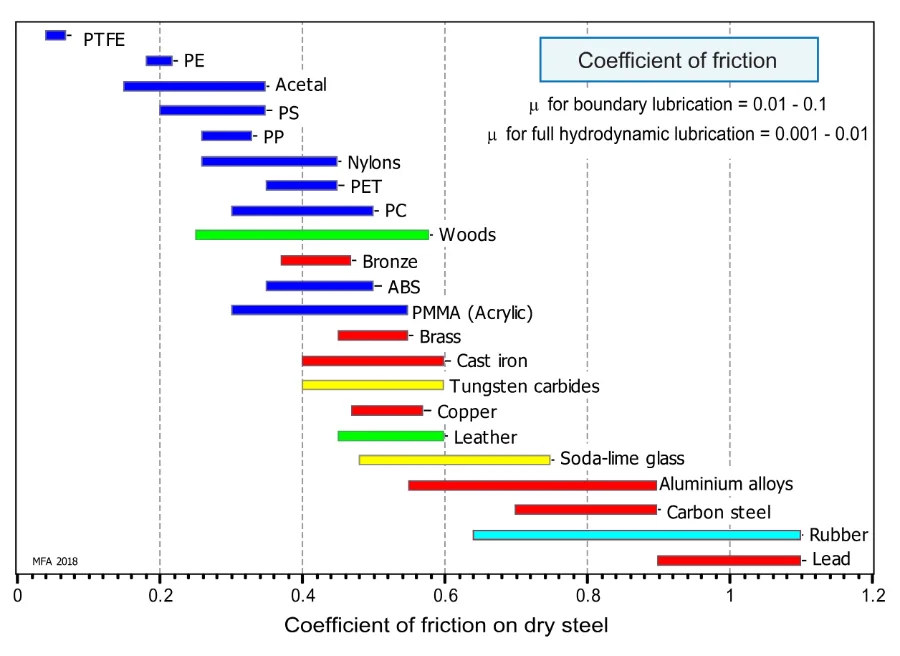 PTFE
PE
Coefficient of friction
Acetal
μ for boundary lubrication = 0.01 - 0.1
PS
μ for full hydrodynamic lubrication = 0.001 - 0.01
PP
Nylons
PET
PC
Woods
Bronze
ABS
PMMA (Acrylic)
Brass
Cast iron
Tungsten carbides
Copper
Leather
Soda-lime glass
Aluminium alloys
Carbon steel
Rubber
Lead
MFA 2018
0 0.2 0.4 0.6 0.8 1 1.2
Coefficient of friction on dry steel